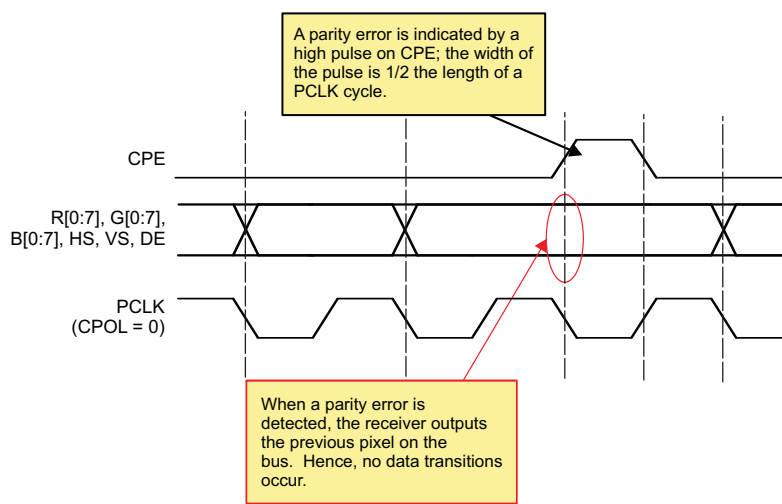 A parity error is indicated by a
high pulse on CPE; the width of
the pulse is 1/2 the length of a
PCLK cycle.
CPE
R[0:7], G[0:7],
B[0:7], HS, VS, DE
PCLK
(CPOL = 0)
When a parity error is
detected, the receiver outputs
the previous pixel on the
bus.  Hence, no data transitions
occur.